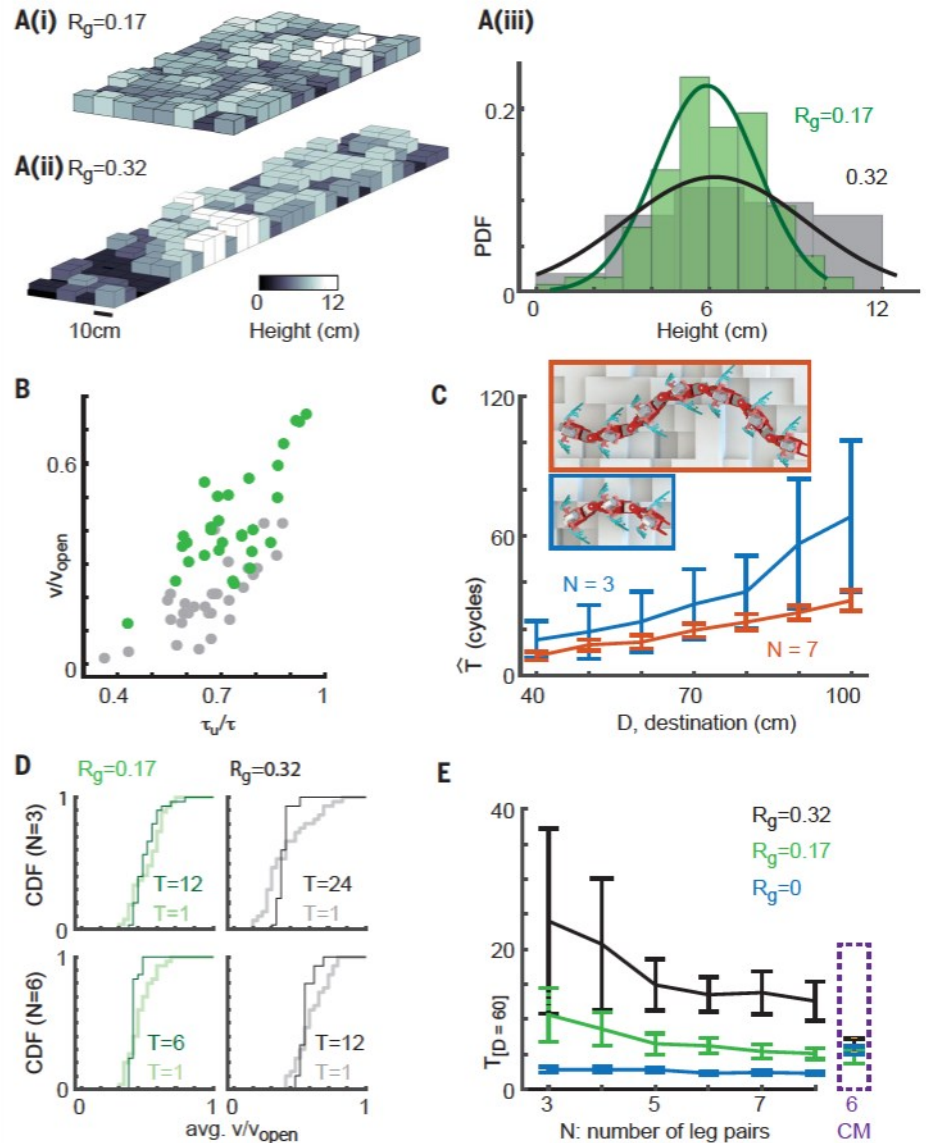 A(i) Rg=0.17
A(ii) Rg=0.32
0 12
Height (cm)
10cm
A(iii)
0.2
0
PDF
Rg=0.17
0.32
0 6 12
Height (cm)
B
0.6
0
v/vopen
0.4 0.7 1
τu/τ
C
120
60
0
T̂ (cycles)
N = 3
N = 7
40 70 100
D, destination (cm)
D
Rg=0.17 Rg=0.32
CDF (N=3)
1
0
T=12
T=1
T=24
T=1
CDF (N=6)
1
0
T=6
T=1
T=12
T=1
0 1 0 1
avg. v/vopen
E
40
20
0
T[D = 60]
Rg=0.32
Rg=0.17
Rg=0
3 5 7 6
N: number of leg pairs CM